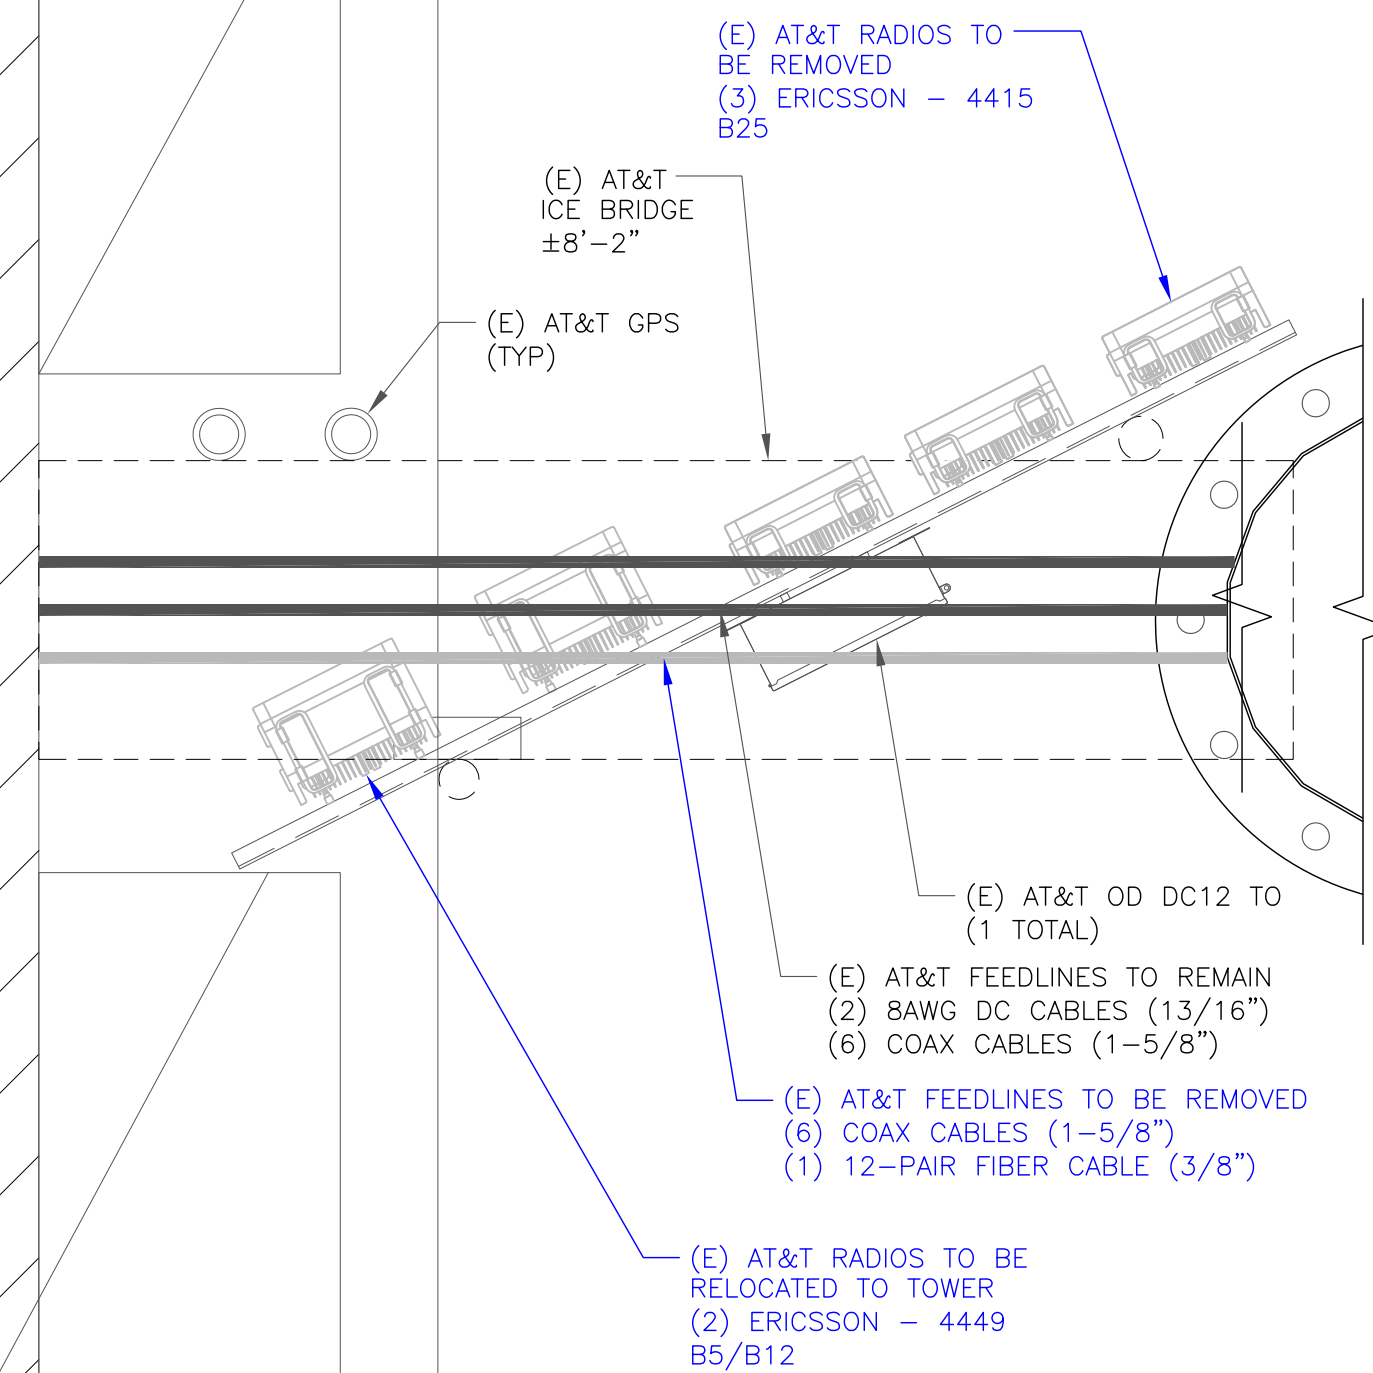 (E) AT&T RADIOS TO
BE REMOVED
(3) ERICSSON - 4415
B25
(E) AT&T
ICE BRIDGE
±8'-2"
(E) AT&T GPS
(TYP)
(E) AT&T OD DC12 TO
(1 TOTAL)
(E) AT&T FEEDLINES TO REMAIN
(2) 8AWG DC CABLES (13/16")
(6) COAX CABLES (1-5/8")
(E) AT&T FEEDLINES TO BE REMOVED
(6) COAX CABLES (1-5/8")
(1) 12-PAIR FIBER CABLE (3/8")
(E) AT&T RADIOS TO BE
RELOCATED TO TOWER
(2) ERICSSON - 4449
B5/B12